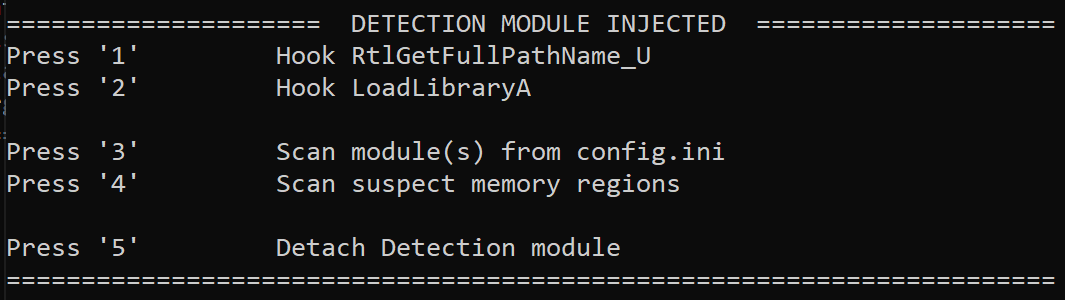 ===================== DETECTION MODULE INJECTED ====================
Press '1' Hook RtlGetFullPathName_U
Press '2' Hook LoadLibraryA
Press '3' Scan module(s) from config.ini
Press '4' Scan suspect memory regions
Press '5' Detach Detection module
======================================================================